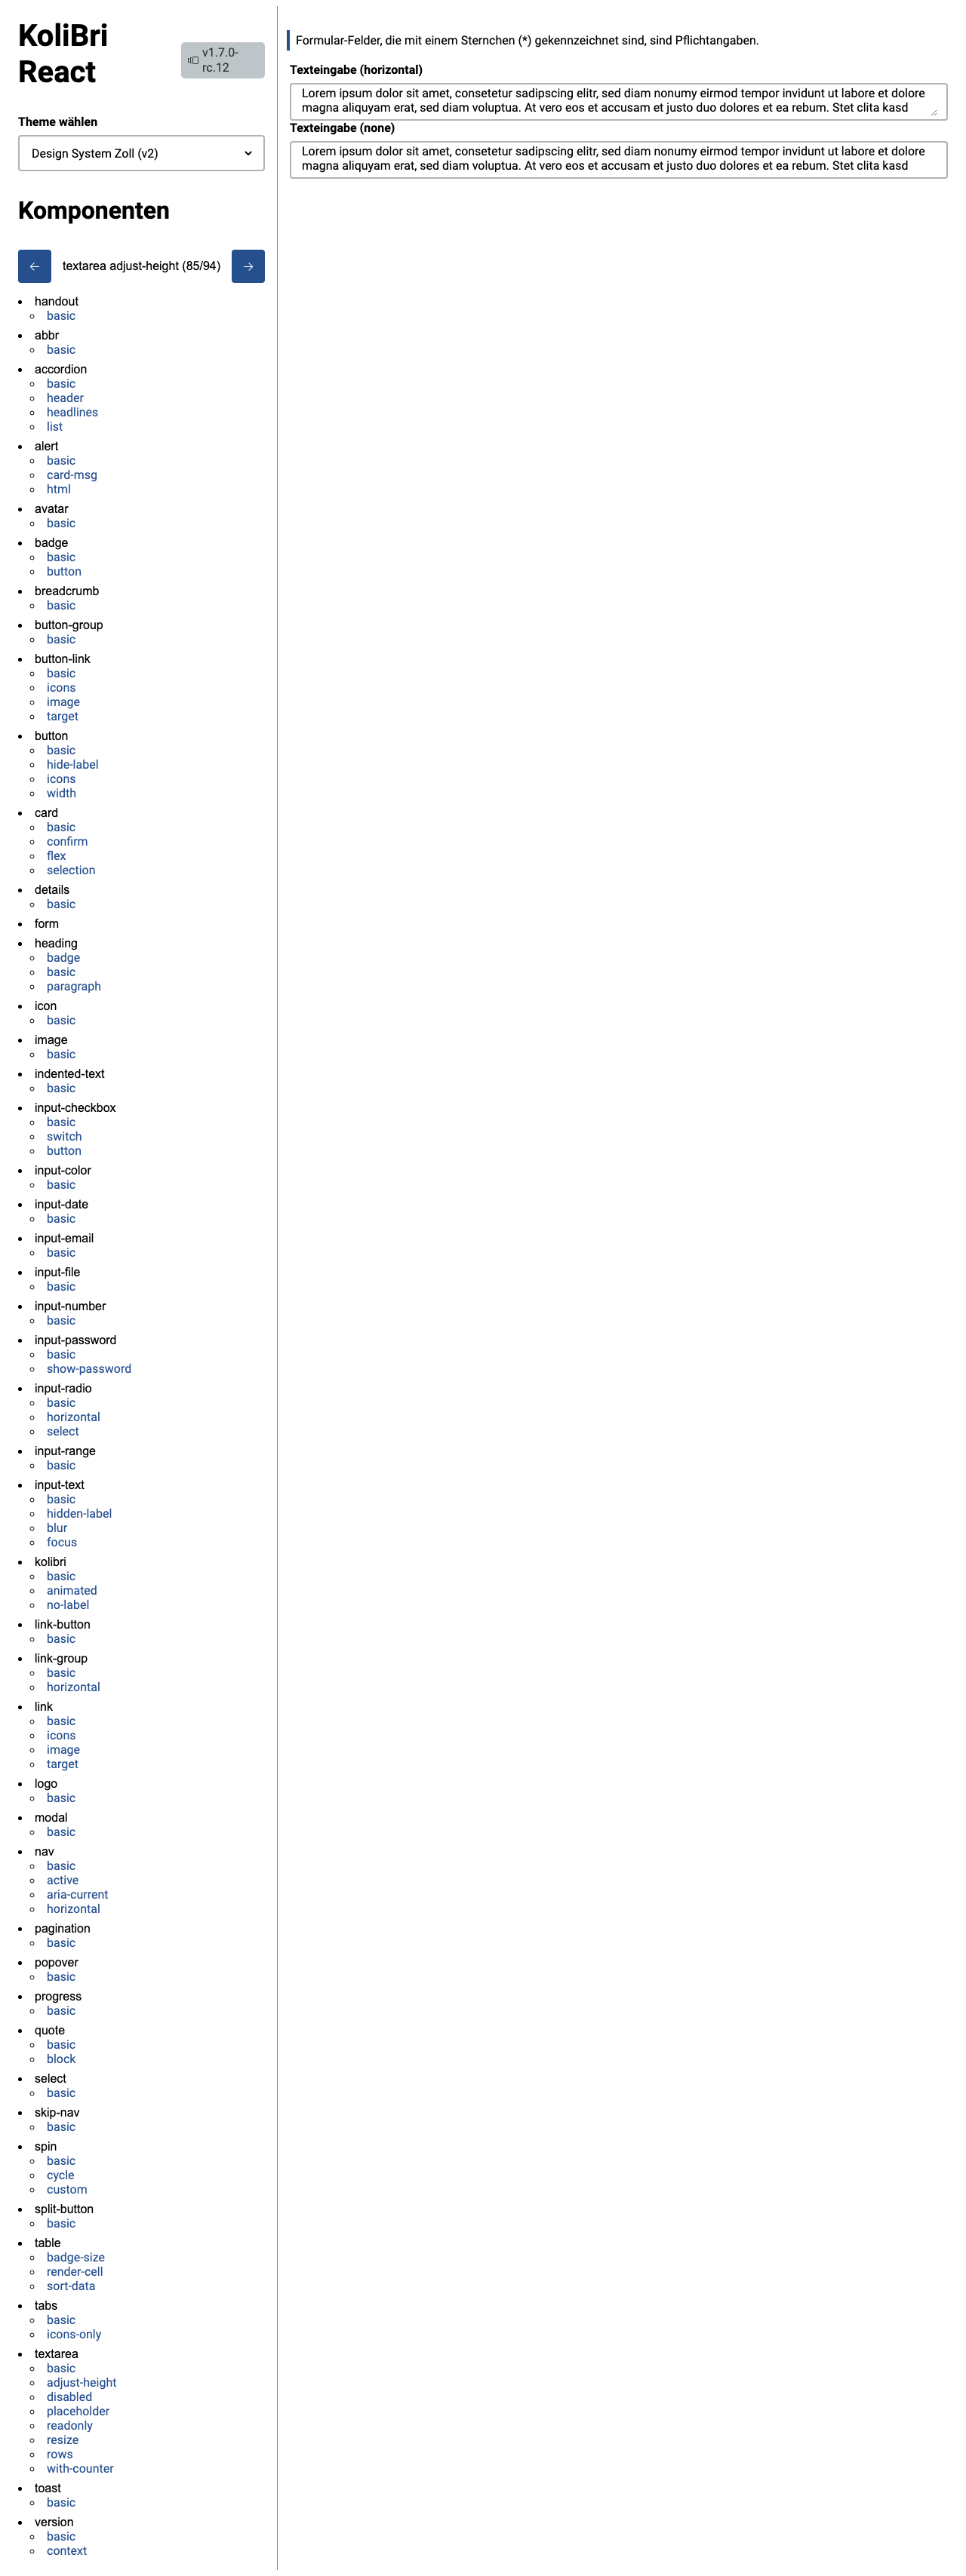 KoliBri
React
v1.7.0-
rc.12
Theme wählen
Design System Zoll (v2)
Komponenten
textarea adjust-height (85/94)
handout
basic
abbr
basic
accordion
basic
header
headlines
list
alert
basic
card-msg
html
avatar
basic
badge
basic
button
breadcrumb
basic
button-group
basic
button-link
basic
icons
image
target
button
basic
hide-label
icons
width
card
basic
confirm
flex
selection
details
basic
form
heading
badge
basic
paragraph
icon
basic
image
basic
indented-text
basic
input-checkbox
basic
switch
button
input-color
basic
input-date
basic
input-email
basic
input-file
basic
input-number
basic
input-password
basic
show-password
input-radio
basic
horizontal
select
input-range
basic
input-text
basic
hidden-label
blur
focus
kolibri
basic
animated
no-label
link-button
basic
link-group
basic
horizontal
link
basic
icons
image
target
logo
basic
modal
basic
nav
basic
active
aria-current
horizontal
pagination
basic
popover
basic
progress
basic
quote
basic
block
select
basic
skip-nav
basic
spin
basic
cycle
custom
split-button
basic
table
badge-size
render-cell
sort-data
tabs
basic
icons-only
textarea
basic
adjust-height
disabled
placeholder
readonly
resize
rows
with-counter
toast
basic
version
basic
context
Formular-Felder, die mit einem Sternchen (*) gekennzeichnet sind, sind Pflichtangaben.
Texteingabe (horizontal)
Lorem ipsum dolor sit amet, consetetur sadipscing elitr, sed diam nonumy eirmod tempor invidunt ut labore et dolore
magna aliquyam erat, sed diam voluptua. At vero eos et accusam et justo duo dolores et ea rebum. Stet clita kasd
Texteingabe (none)
Lorem ipsum dolor sit amet, consetetur sadipscing elitr, sed diam nonumy eirmod tempor invidunt ut labore et dolore
magna aliquyam erat, sed diam voluptua. At vero eos et accusam et justo duo dolores et ea rebum. Stet clita kasd